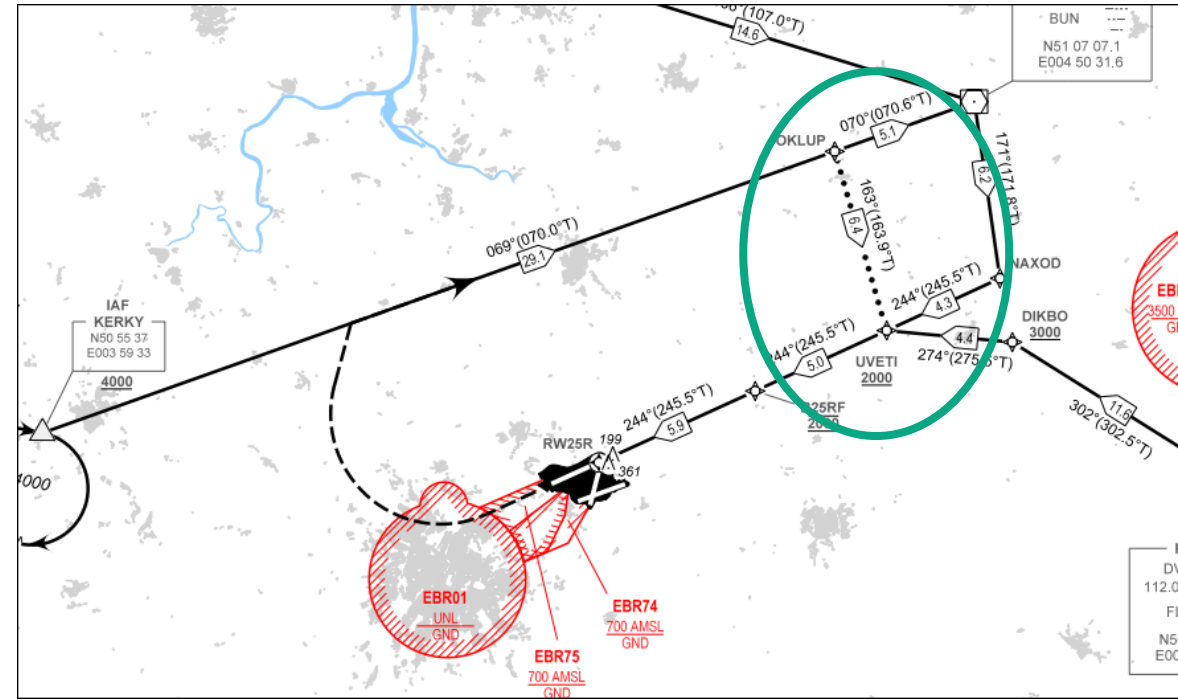 (107.0°T)
14.6
BUN
N51 07 07.1
E004 50 31.6
070°(070.6°T)
5.1
OKLUP
171°(171.8°T)
6.2
163°(163.9°T)
6.4
069°(070.0°T)
29.1
NAXOD
244°(245.5°T)
4.3
IAF
KERKY
N50 55 37
E003 59 33
4000
DIKBO
3000
3500
4.4
274°(275.5°T)
UVETI
2000
244°(245.5°T)
5.0
11.6
302°(302.5°T)
244°(245.5°T)
5.9
RW25R
199
361
4000
EBR01
UNL
GND
EBR74
700 AMSL
GND
EBR75
700 AMSL
GND
112.0